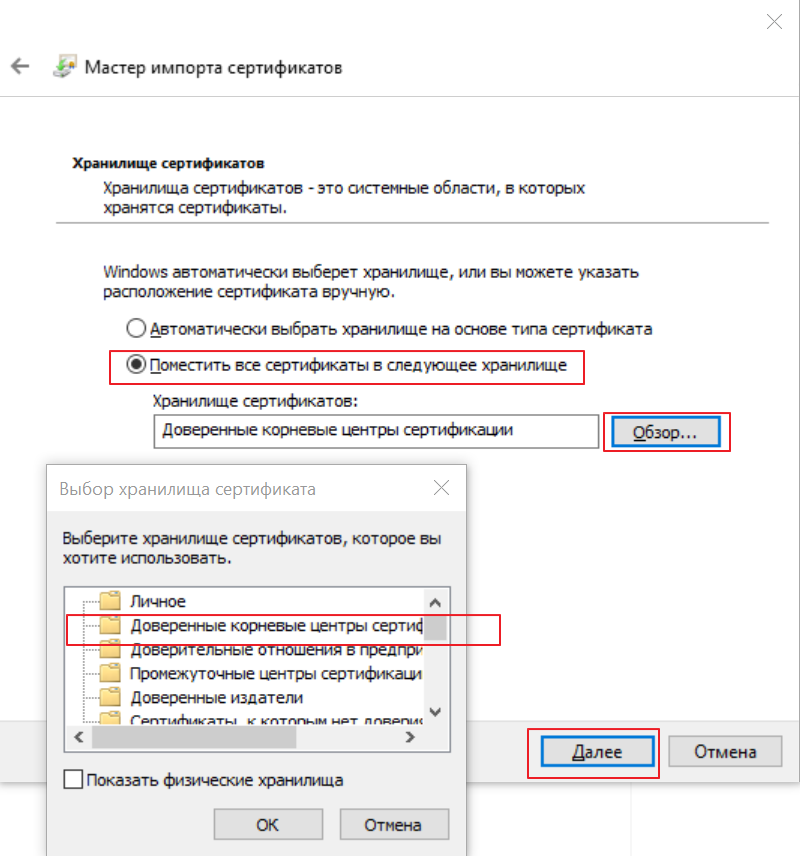 Мастер импорта сертификатов
Хранилище сертификатов
Хранилища сертификатов - это системные области, в которых
хранятся сертификаты.
Windows автоматически выберет хранилище, или вы можете указать
расположение сертификата вручную.
Автоматически выбрать хранилище на основе типа сертификата
Поместить все сертификаты в следующее хранилище
Хранилище сертификатов:
Доверенные корневые центры сертификации
Обзор...
Выбор хранилища сертификата
Выберите хранилище сертификатов, которое вы
хотите использовать.
Личное
Доверенные корневые центры сертиф
Доверительные отношения в предпри
Промежуточные центры сертификаци
Доверенные издатели
Сертификаты, к которым нет доверия
Показать физические хранилища
ОК
Отмена
Далее
Отмена